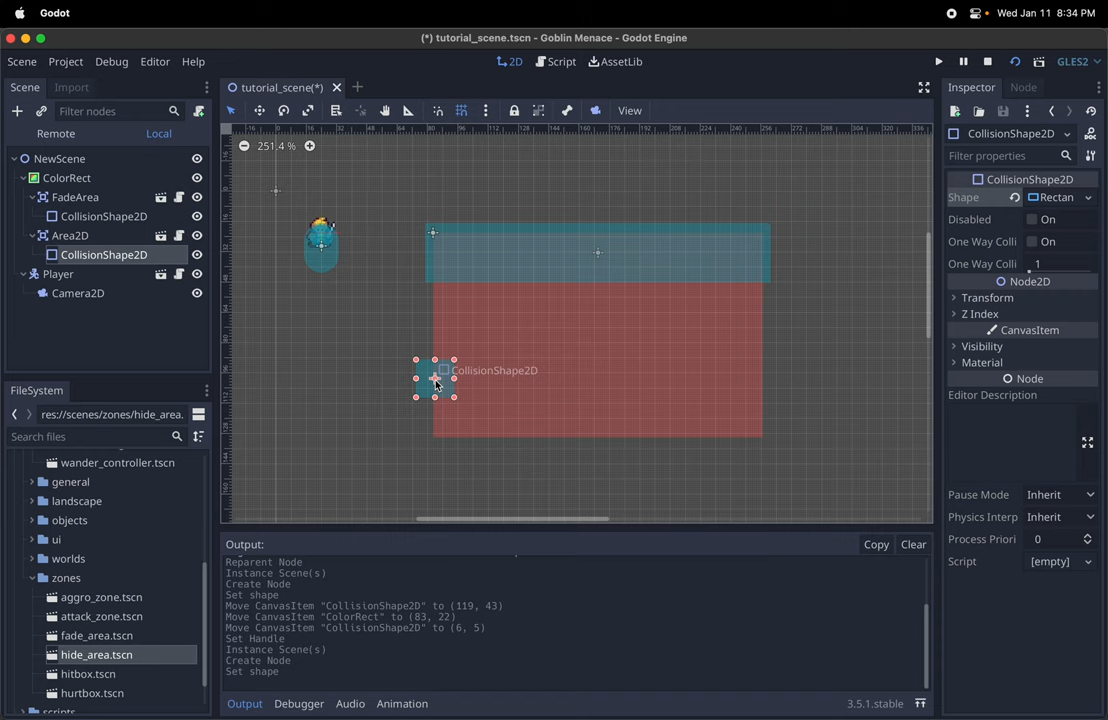 Godot
Wed Jan 11 8:34 PM
(*) tutorial_scene.tscn - Goblin Menace - Godot Engine
Scene Project Debug Editor Help
2D Script AssetLib
GLES2
Scene Import
tutorial_scene(*)
Inspector Node
Filter nodes
View
Remote Local
CollisionShape2D
Filter properties
251.4 %
NewScene
ColorRect
FadeArea
CollisionShape2D
Area2D
CollisionShape2D
Player
Camera2D
CollisionShape2D
CollisionShape2D
Shape Rectan
Disabled On
One Way Colli On
One Way Colli 1
Node2D
Transform
Z Index
CanvasItem
Visibility
Material
Node
Editor Description
Pause Mode Inherit
Physics Interp Inherit
Process Priori 0
Script [empty]
FileSystem
res://scenes/zones/hide_area.
Search files
wander_controller.tscn
general
landscape
objects
ui
worlds
zones
aggro_zone.tscn
attack_zone.tscn
fade_area.tscn
hide_area.tscn
hitbox.tscn
hurtbox.tscn
scripts
Output:
Copy Clear
Reparent Node
Instance Scene(s)
Create Node
Set shape
Move CanvasItem "CollisionShape2D" to (119, 43)
Move CanvasItem "ColorRect" to (83, 22)
Move CanvasItem "CollisionShape2D" to (6, 5)
Set Handle
Instance Scene(s)
Create Node
Set shape
Output Debugger Audio Animation
3.5.1.stable